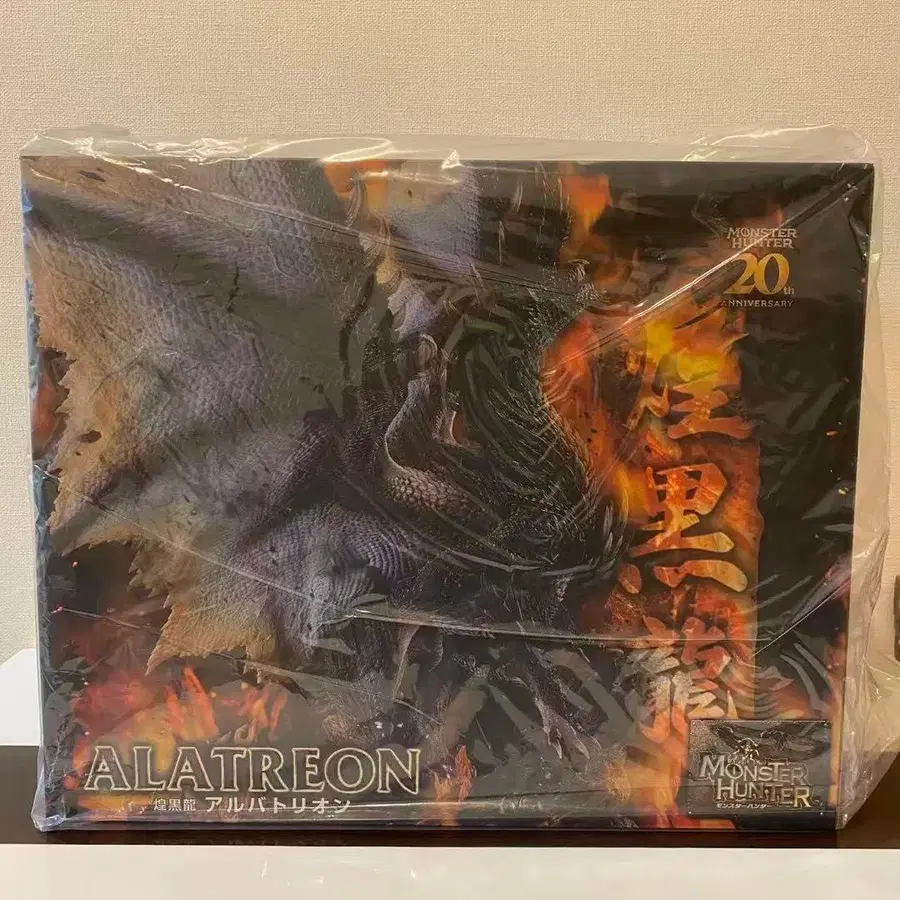 MONSTER
HUNTER
20th
ANNIVERSARY
煌黒龍
ALATREON
煌黒龍 アルバトリオン
MONSTER
HUNTER
モンスターハンター